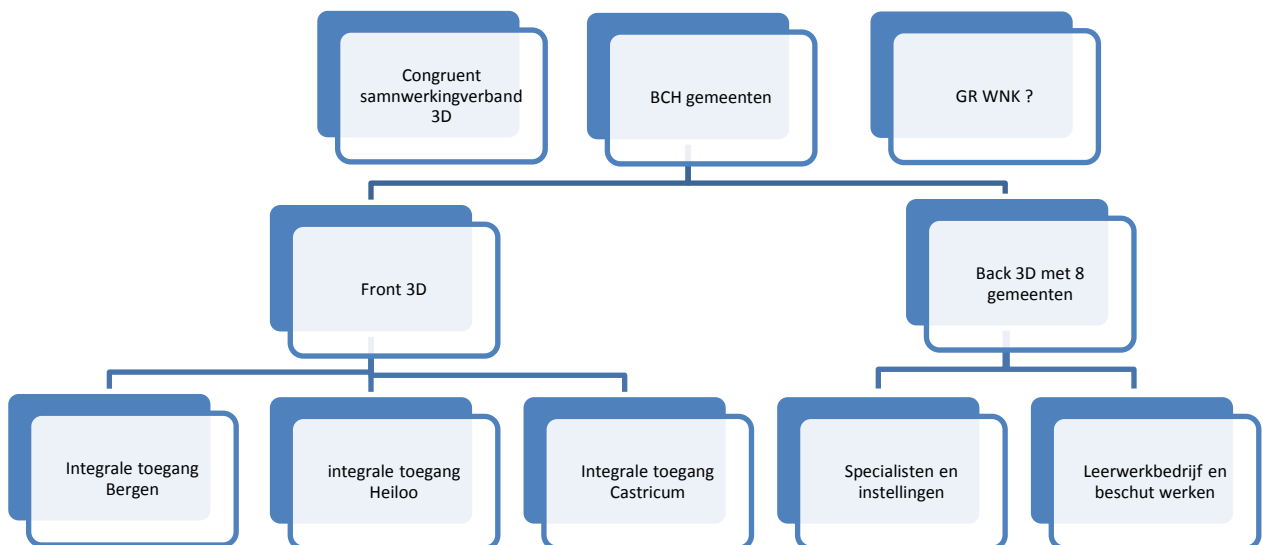 Congruent
samnwerkingverband
3D
BCH gemeenten
GR WNK ?
Front 3D
Back 3D met 8
gemeenten
Integrale toegang
Bergen
integrale toegang
Heiloo
Integrale toegang
Castricum
Specialisten en
instellingen
Leerwerkbedrijf en
beschut werken